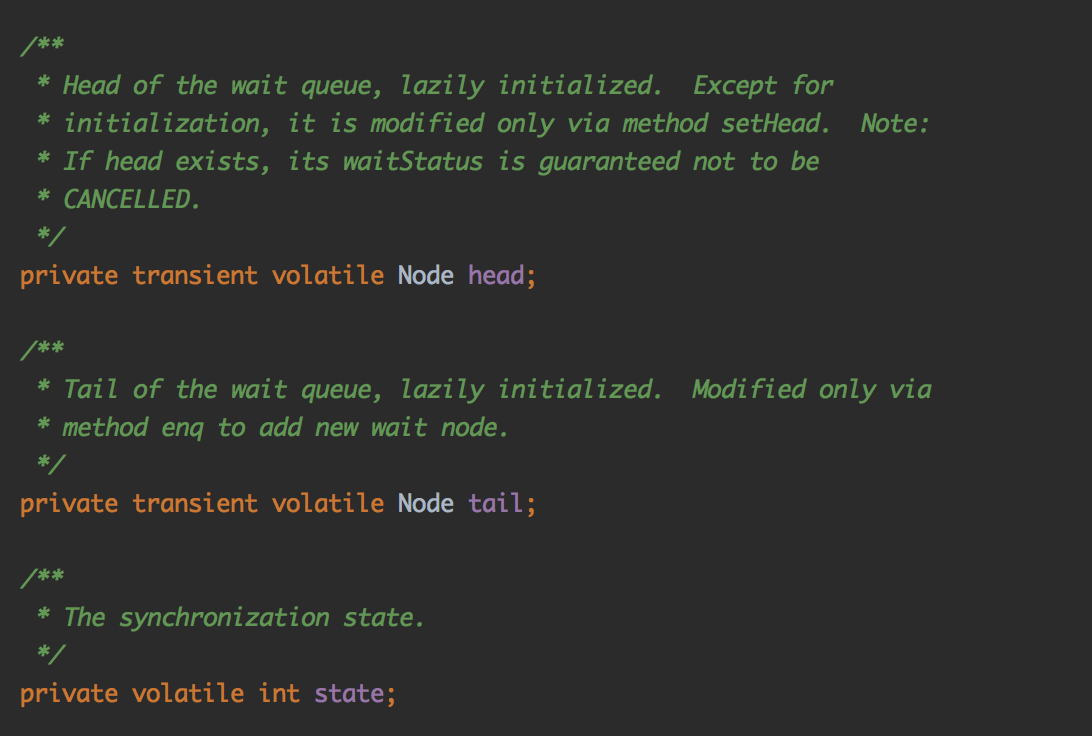 /**
 * Head of the wait queue, lazily initialized.  Except for
 * initialization, it is modified only via method setHead.  Note:
 * If head exists, its waitStatus is guaranteed not to be
 * CANCELLED.
 */
private transient volatile Node head;
/**
 * Tail of the wait queue, lazily initialized.  Modified only via
 * method enq to add new wait node.
 */
private transient volatile Node tail;
/**
 * The synchronization state.
 */
private volatile int state;